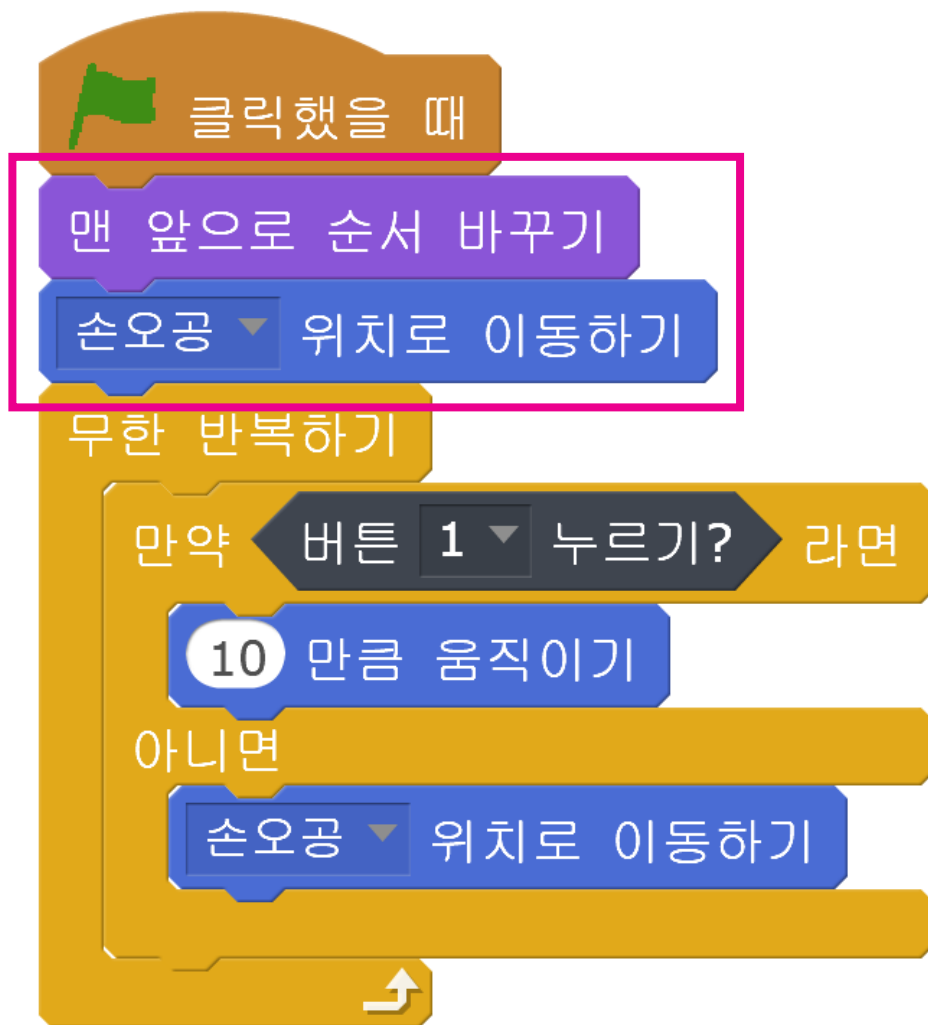 클릭했을 때
맨 앞으로 순서 바꾸기
손오공 위치로 이동하기
무한 반복하기
만약 버튼 1 누르기? 라면
10 만큼 움직이기
아니면
손오공 위치로 이동하기